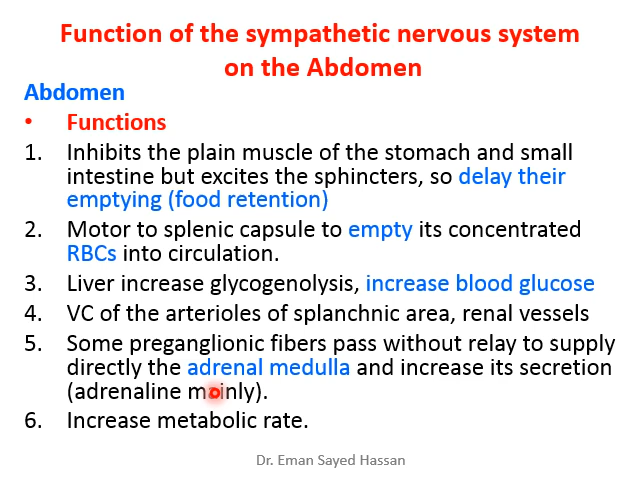 Function of the sympathetic nervous system
on the Abdomen
Abdomen
• Functions
1. Inhibits the plain muscle of the stomach and small
intestine but excites the sphincters, so delay their
emptying (food retention)
2. Motor to splenic capsule to empty its concentrated
RBCs into circulation.
3. Liver increase glycogenolysis, increase blood glucose
4. VC of the arterioles of splanchnic area, renal vessels
5. Some preganglionic fibers pass without relay to supply
directly the adrenal medulla and increase its secretion
(adrenaline mainly).
6. Increase metabolic rate.
Dr. Eman Sayed Hassan